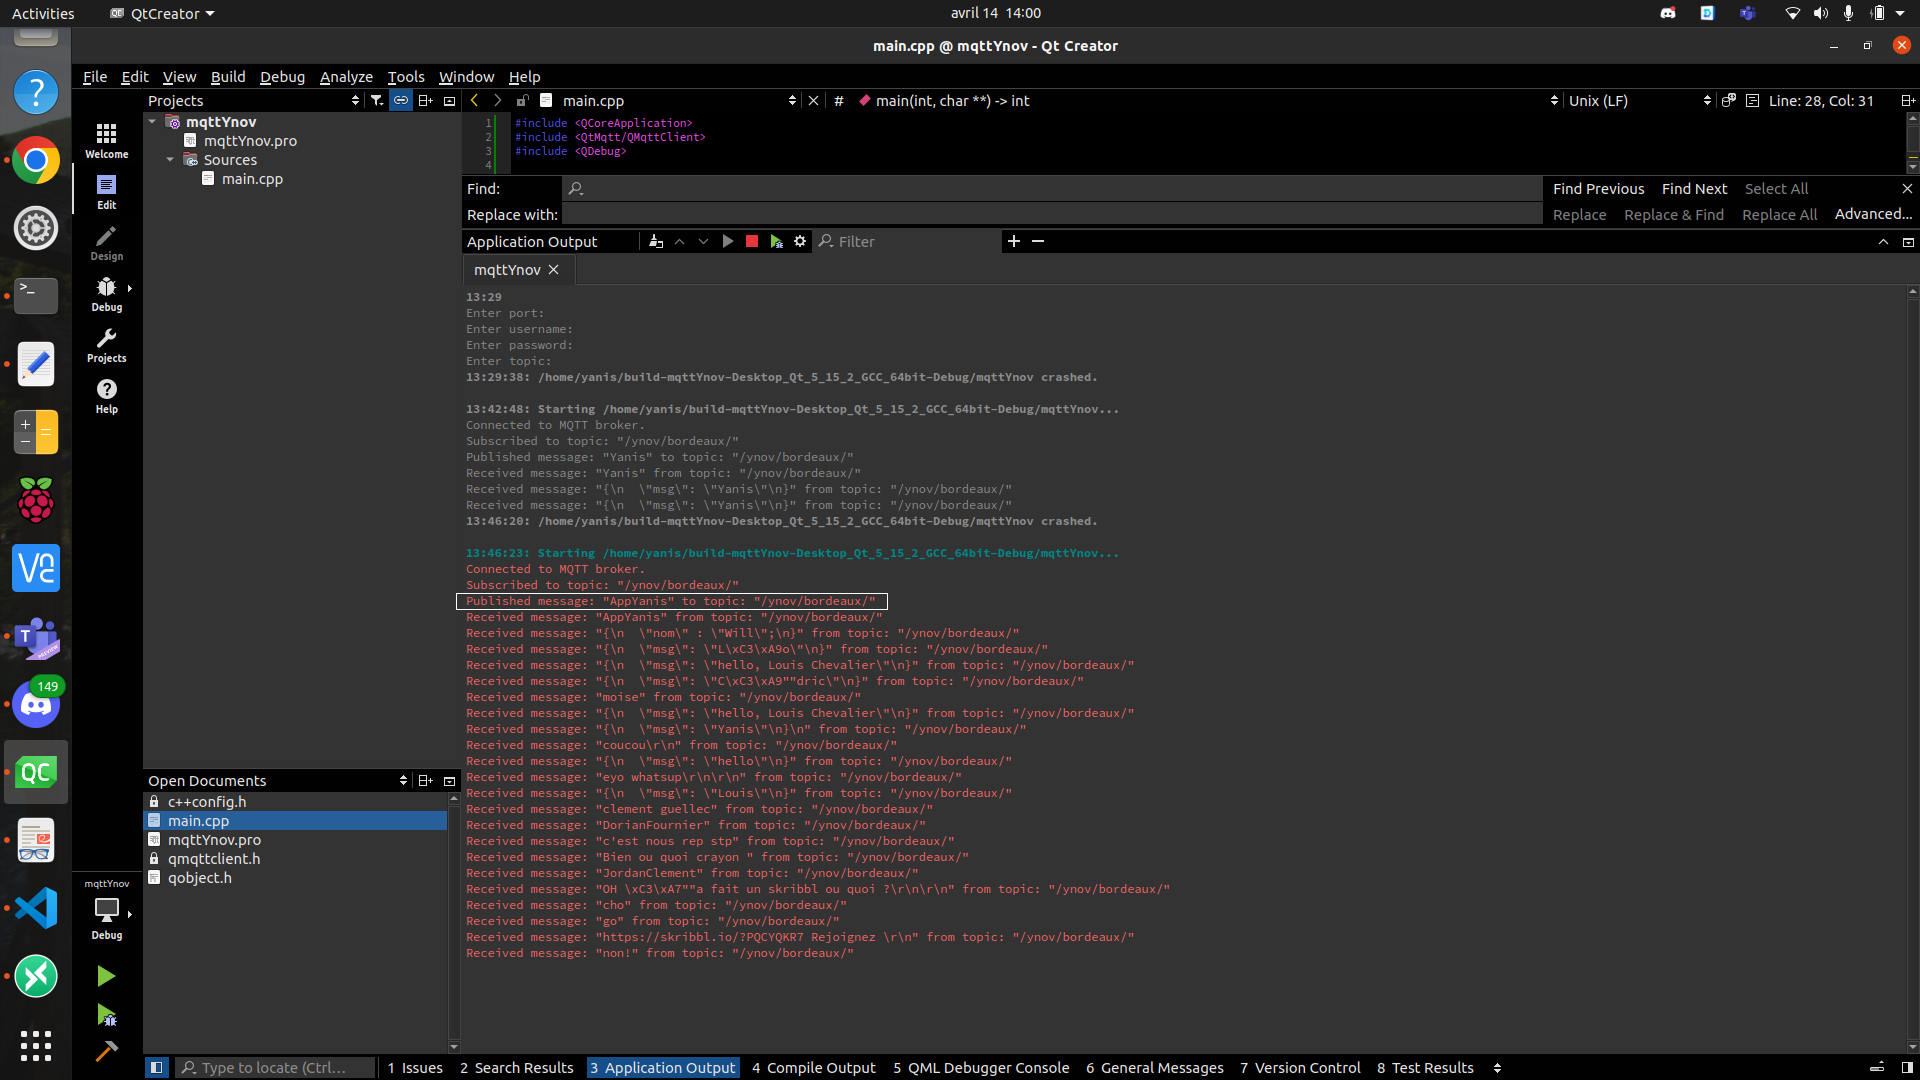 Activities
QtCreator
avril 14 14:00
main.cpp @ mqttYnov - Qt Creator
File Edit View Build Debug Analyze Tools Window Help
Projects
main.cpp
# main(int, char **) -> int
Unix (LF)
Line: 28, Col: 31
Welcome
Edit
Design
Debug
Projects
Help
mqttYnov
mqttYnov.pro
Sources
main.cpp
1 #include <QCoreApplication>
2 #include <QtMqtt/QMqttClient>
3 #include <QDebug>
4
Find:
Find Previous Find Next Select All
Replace with:
Replace Replace & Find Replace All Advanced...
Application Output
Filter
mqttYnov
13:29
Enter port:
Enter username:
Enter password:
Enter topic:
13:29:38: /home/yanis/build-mqttYnov-Desktop_Qt_5_15_2_GCC_64bit-Debug/mqttYnov crashed.
13:42:48: Starting /home/yanis/build-mqttYnov-Desktop_Qt_5_15_2_GCC_64bit-Debug/mqttYnov...
Connected to MQTT broker.
Subscribed to topic: "/ynov/bordeaux/"
Published message: "Yanis" to topic: "/ynov/bordeaux/"
Received message: "Yanis" from topic: "/ynov/bordeaux/"
Received message: "{\n  \"msg\": \"Yanis\"\n}" from topic: "/ynov/bordeaux/"
Received message: "{\n  \"msg\": \"Yanis\"\n}" from topic: "/ynov/bordeaux/"
13:46:20: /home/yanis/build-mqttYnov-Desktop_Qt_5_15_2_GCC_64bit-Debug/mqttYnov crashed.
13:46:23: Starting /home/yanis/build-mqttYnov-Desktop_Qt_5_15_2_GCC_64bit-Debug/mqttYnov...
Connected to MQTT broker.
Subscribed to topic: "/ynov/bordeaux/"
Published message: "AppYanis" to topic: "/ynov/bordeaux/"
Received message: "AppYanis" from topic: "/ynov/bordeaux/"
Received message: "{\n  \"nom\" : \"Will\";\n}" from topic: "/ynov/bordeaux/"
Received message: "{\n  \"msg\": \"L\xC3\xA9o\"\n}" from topic: "/ynov/bordeaux/"
Received message: "{\n  \"msg\": \"hello, Louis Chevalier\"\n}" from topic: "/ynov/bordeaux/"
Received message: "{\n  \"msg\": \"C\xC3\xA9""dric\"\n}" from topic: "/ynov/bordeaux/"
Received message: "moise" from topic: "/ynov/bordeaux/"
Received message: "{\n  \"msg\": \"hello, Louis Chevalier\"\n}" from topic: "/ynov/bordeaux/"
Received message: "{\n  \"msg\": \"Yanis\"\n}\n" from topic: "/ynov/bordeaux/"
Received message: "coucou\r\n" from topic: "/ynov/bordeaux/"
Received message: "{\n  \"msg\": \"hello\"\n}" from topic: "/ynov/bordeaux/"
Received message: "eyo whatsup\r\n\r\n" from topic: "/ynov/bordeaux/"
Received message: "{\n  \"msg\": \"Louis\"\n}" from topic: "/ynov/bordeaux/"
Received message: "clement guellec" from topic: "/ynov/bordeaux/"
Received message: "DorianFournier" from topic: "/ynov/bordeaux/"
Received message: "c'est nous rep stp" from topic: "/ynov/bordeaux/"
Received message: "Bien ou quoi crayon " from topic: "/ynov/bordeaux/"
Received message: "JordanClement" from topic: "/ynov/bordeaux/"
Received message: "OH \xC3\xA7""a fait un skribbl ou quoi ?\r\n\r\n" from topic: "/ynov/bordeaux/"
Received message: "cho" from topic: "/ynov/bordeaux/"
Received message: "go" from topic: "/ynov/bordeaux/"
Received message: "https://skribbl.io/?PQCYQKR7 Rejoignez \r\n" from topic: "/ynov/bordeaux/"
Received message: "non!" from topic: "/ynov/bordeaux/"
149
Open Documents
c++config.h
main.cpp
mqttYnov.pro
qmqttclient.h
qobject.h
mqttYnov
Debug
Type to locate (Ctrl...
1 Issues 2 Search Results 3 Application Output 4 Compile Output 5 QML Debugger Console 6 General Messages 7 Version Control 8 Test Results